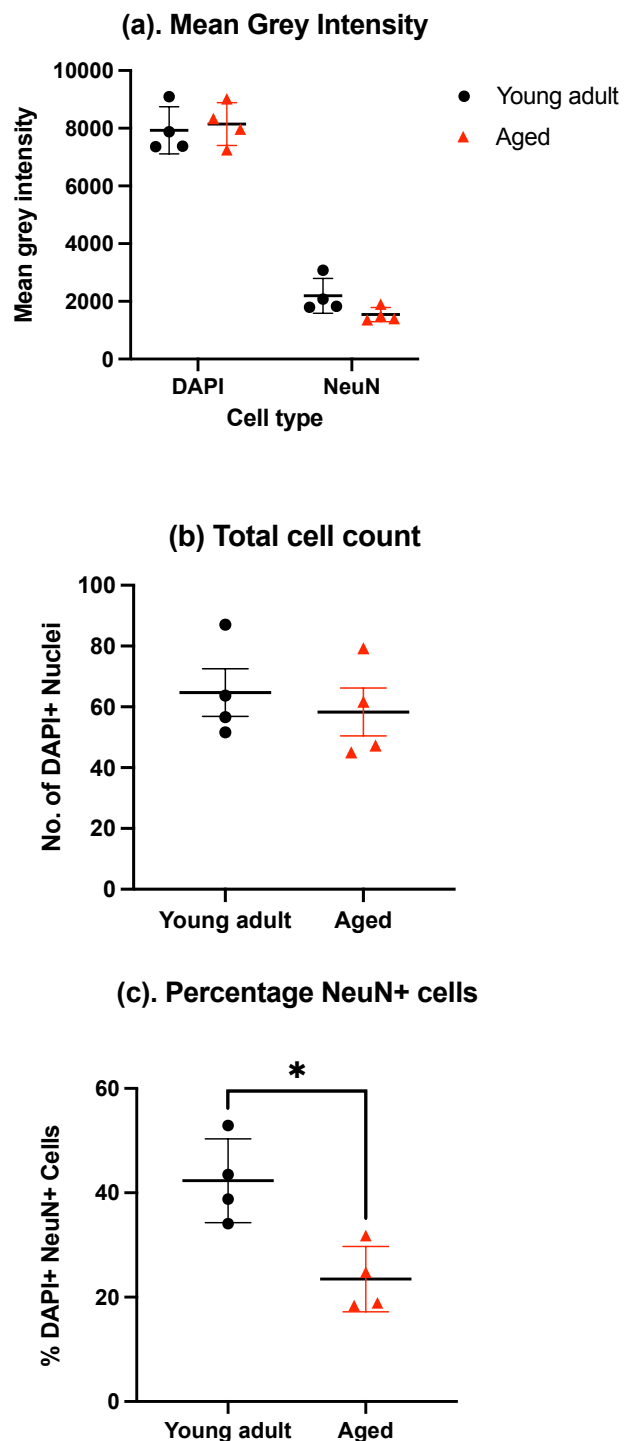 (a). Mean Grey Intensity
Mean grey intensity
10000
8000
6000
4000
2000
0
DAPI NeuN
Cell type
Young adult
Aged
(b) Total cell count
No. of DAPI+ Nuclei
100
80
60
40
20
0
Young adult Aged
(c). Percentage NeuN+ cells
% DAPI+ NeuN+ Cells
60
40
20
0
*
Young adult Aged